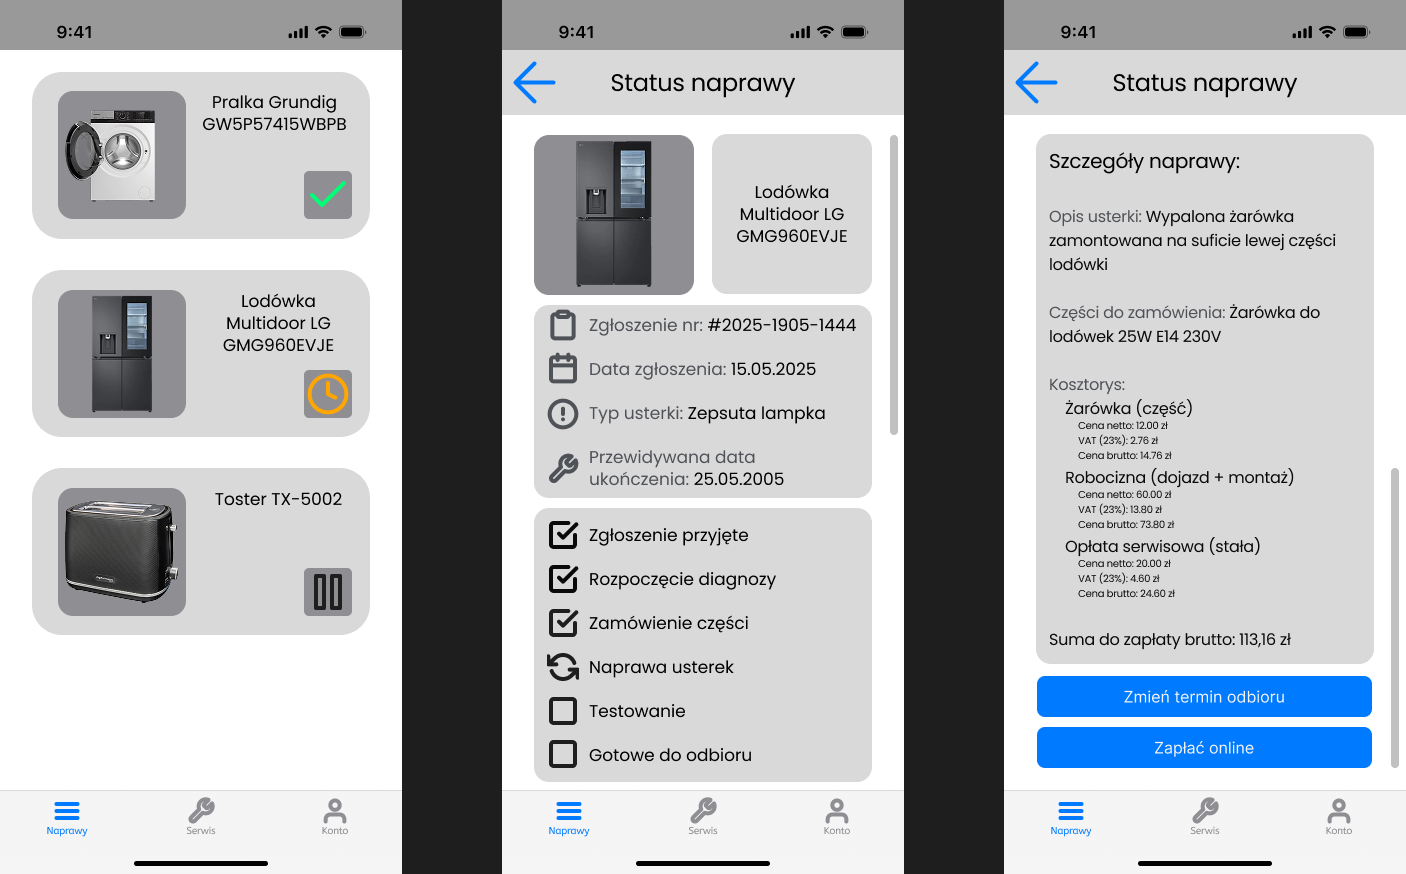 9:41
Pralka Grundig
GW5P57415WBPB
Lodówka
Multidoor LG
GMG960EVJE
Toster TX-5002
Naprawy
Serwis
Konto
9:41
Status naprawy
Lodówka
Multidoor LG
GMG960EVJE
Zgłoszenie nr: #2025-1905-1444
Data zgłoszenia: 15.05.2025
Typ usterki: Zepsuta lampka
Przewidywana data
ukończenia: 25.05.2005
Zgłoszenie przyjęte
Rozpoczęcie diagnozy
Zamówienie części
Naprawa usterek
Testowanie
Gotowe do odbioru
Naprawy
Serwis
Konto
9:41
Status naprawy
Szczegóły naprawy:
Opis usterki: Wypalona żarówka
zamontowana na suficie lewej części
lodówki
Części do zamówienia: Żarówka do
lodówek 25W E14 230V
Kosztorys:
Żarówka (część)
Cena netto: 12.00 zł
VAT (23%): 2.76 zł
Cena brutto: 14.76 zł
Robocizna (dojazd + montaż)
Cena netto: 60.00 zł
VAT (23%): 13.80 zł
Cena brutto: 73.80 zł
Opłata serwisowa (stała)
Cena netto: 20.00 zł
VAT (23%): 4.60 zł
Cena brutto: 24.60 zł
Suma do zapłaty brutto: 113,16 zł
Zmień termin odbioru
Zapłać online
Naprawy
Serwis
Konto